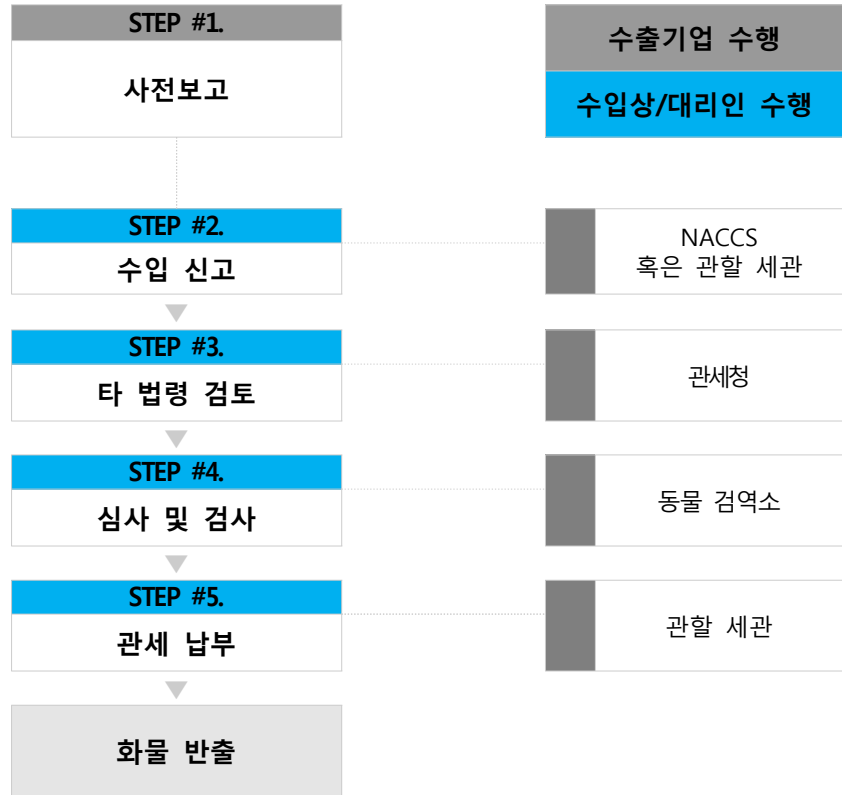 STEP #1.
사전보고
수출기업 수행
수입상/대리인 수행
STEP #2.
수입 신고
NACCS
혹은 관할 세관
STEP #3.
타 법령 검토
관세청
STEP #4.
심사 및 검사
동물 검역소
STEP #5.
관세 납부
관할 세관
화물 반출